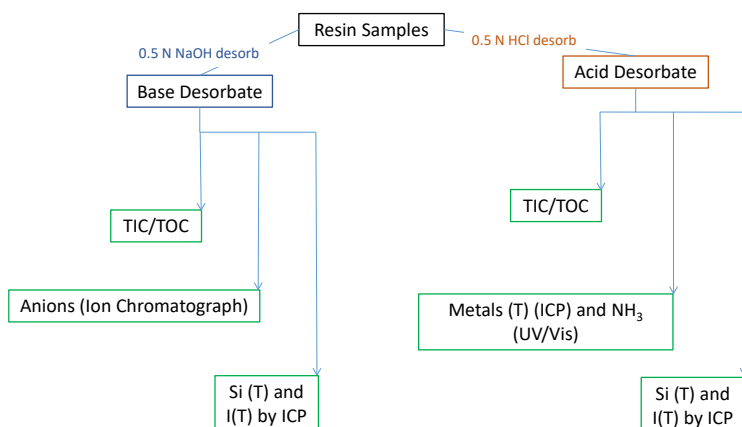 Resin Samples
0.5 N NaOH desorb
0.5 N HCl desorb
Base Desorbate
Acid Desorbate
TIC/TOC
TIC/TOC
Anions (Ion Chromatograph)
Metals (T) (ICP) and NH₃
(UV/Vis)
Si (T) and
I(T) by ICP
Si (T) and
I(T) by ICP